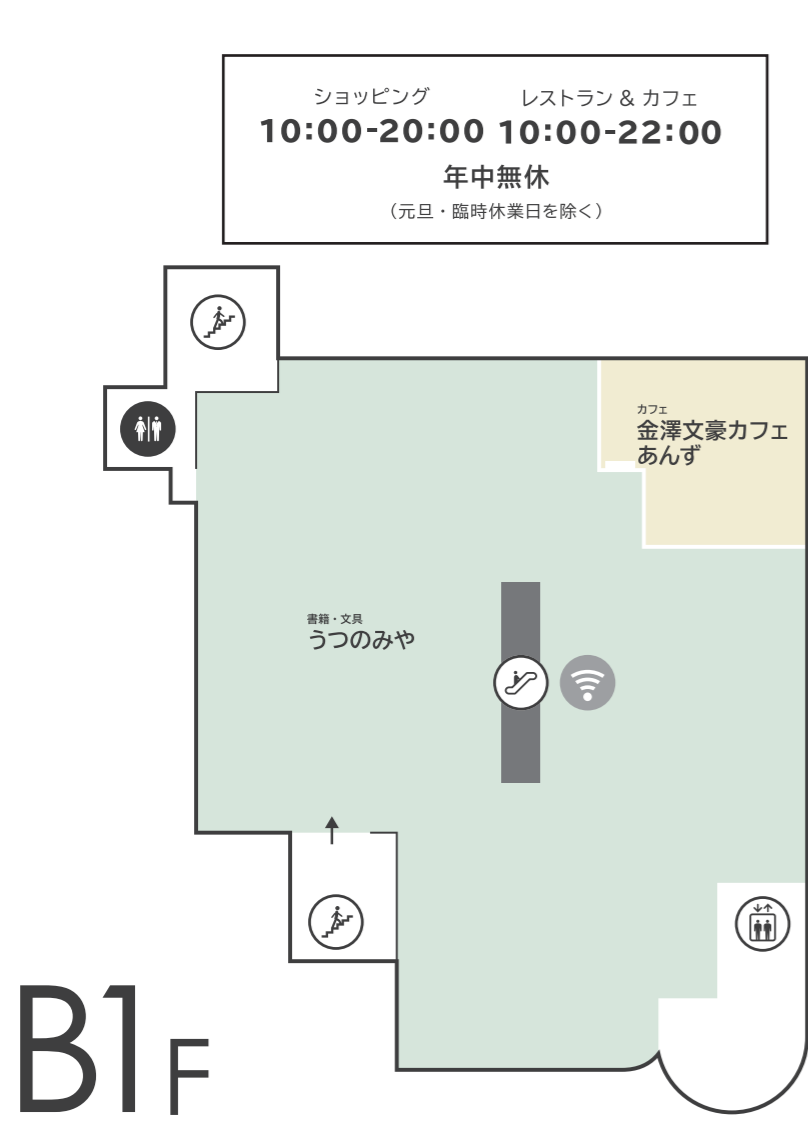 ショッピング
10:00-20:00
レストラン & カフェ
10:00-22:00
年中無休
（元旦・臨時休業日を除く）
カフェ
金澤文豪カフェ
あんず
書籍・文具
うつのみや
B1F